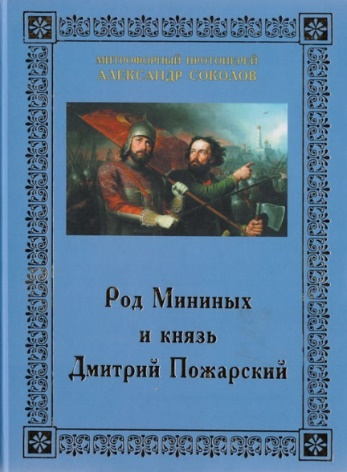 МИТРОФОРНЫЙ ПРОТОИЕРЕЙ
АЛЕКСАНДР СОКОЛОВ
Род Мининых
и князь
Дмитрий Пожарский